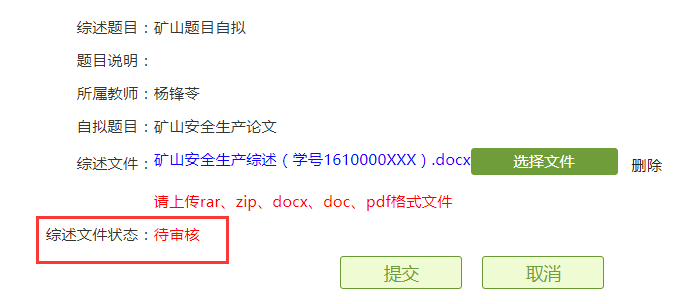 综述题目：矿山题目自拟
题目说明：
所属教师：杨锋苓
自拟题目：矿山安全生产论文
综述文件：矿山安全生产综述（学号1610000XXX）.docx 选择文件 删除
请上传rar、zip、docx、doc、pdf格式文件
综述文件状态：待审核
提交 取消